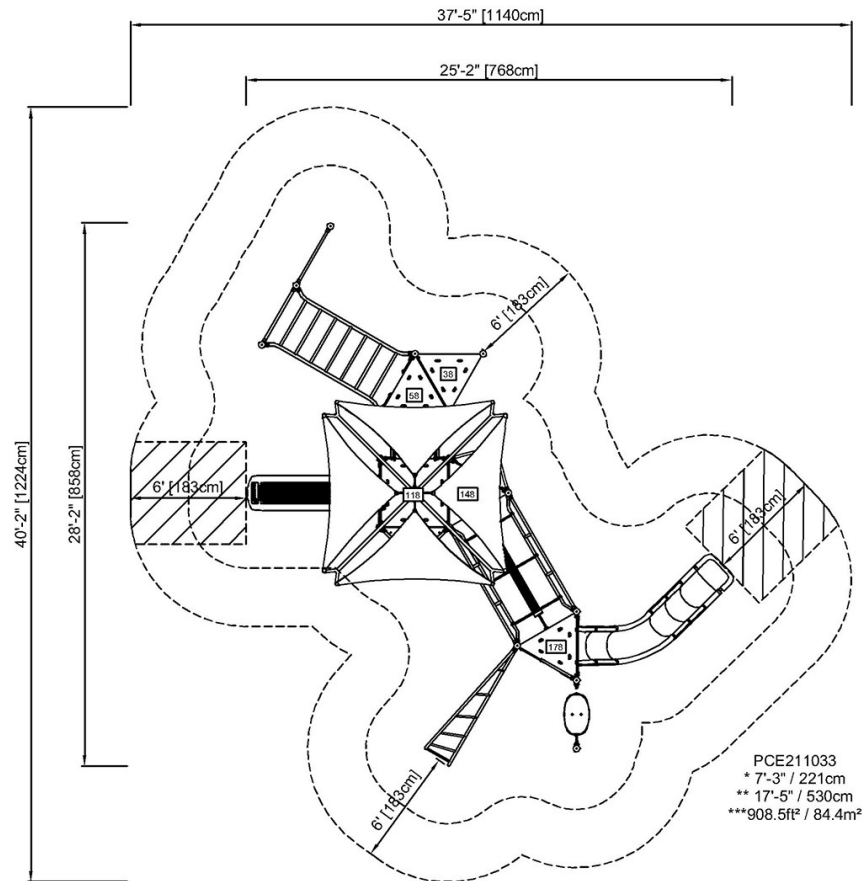 37'-5" [1140cm]
25'-2" [768cm]
40'-2" [1224cm]
28'-2" [858cm]
6' [183cm]
38
58
6' [183cm]
118
148
6' [183cm]
178
6' [183cm]
PCE211033
* 7'-3" / 221cm
** 17'-5" / 530cm
***908.5ft² / 84.4m²